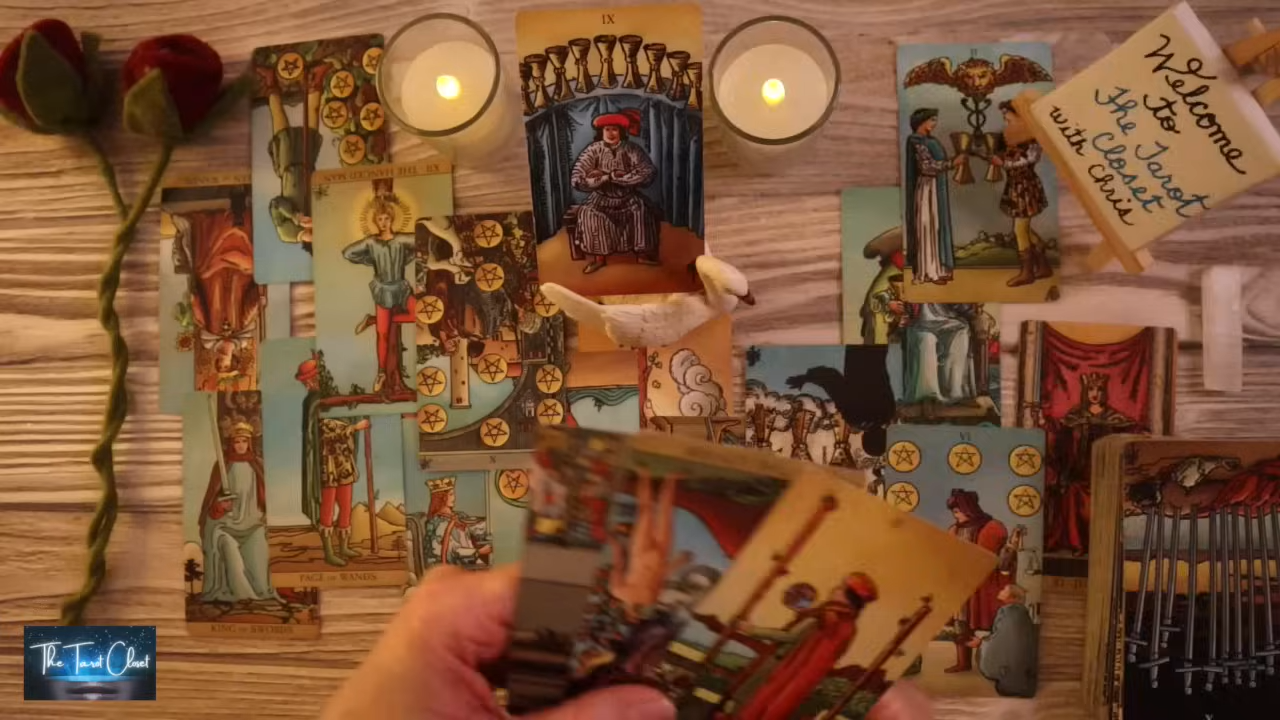 IX
II
Welcome
to
The Tarot
Closet
with Chris
XII THE HANGED MAN
VI
X
PAGE OF WANDS
KING OF SWORDS
The Tarot Closet